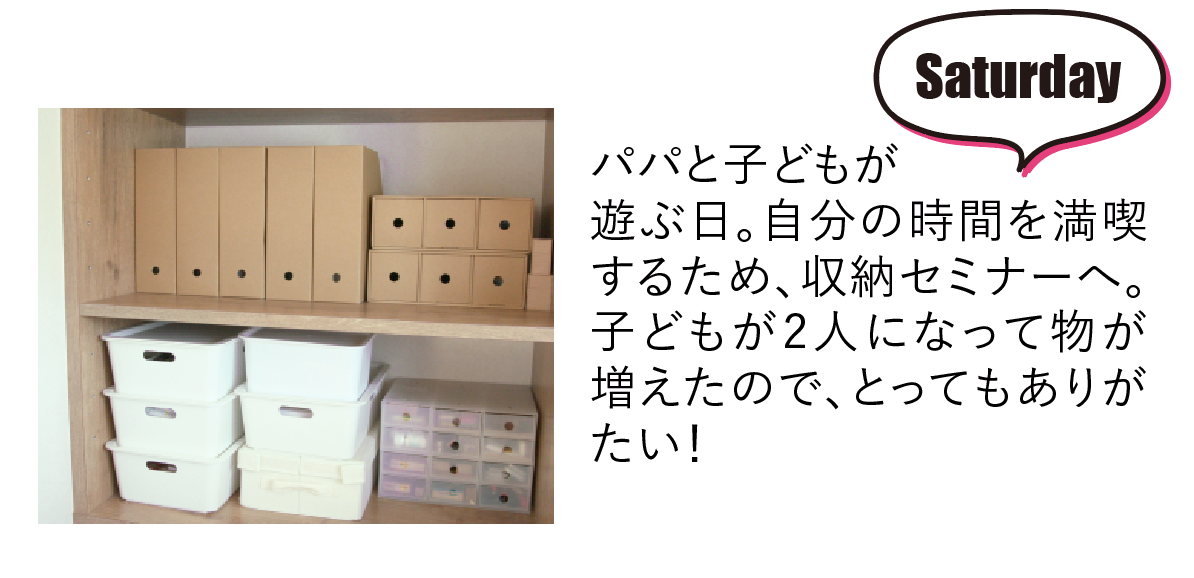 Saturday
パパと子どもが
遊ぶ日。自分の時間を満喫
するため、収納セミナーへ。
子どもが2人になって物が
増えたので、とってもありが
たい！